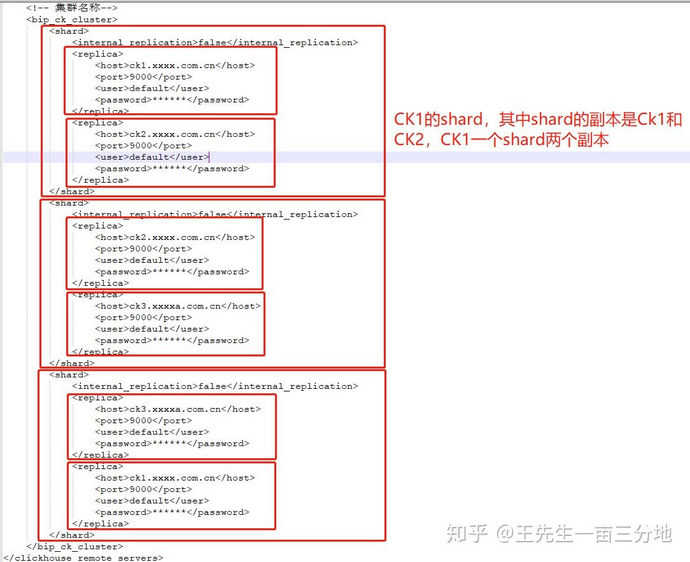 <!-- 集群名称-->
<bip_ck_cluster>
<shard>
<internal_replication>false</internal_replication>
<replica>
<host>ck1.xxxx.com.cn</host>
<port>9000</port>
<user>default</user>
<password>******</password>
</replica>
<replica>
<host>ck2.xxxx.com.cn</host>
<port>9000</port>
<user>default</user>
<password>******</password>
</replica>
</shard>
<shard>
<internal_replication>false</internal_replication>
<replica>
<host>ck2.xxxx.com.cn</host>
<port>9000</port>
<user>default</user>
<password>******</password>
</replica>
<replica>
<host>ck3.xxxxa.com.cn</host>
<port>9000</port>
<user>default</user>
<password>******</password>
</replica>
</shard>
<shard>
<internal_replication>false</internal_replication>
<replica>
<host>ck3.xxxxa.com.cn</host>
<port>9000</port>
<user>default</user>
<password>******</password>
</replica>
<replica>
<host>ck1.xxxx.com.cn</host>
<port>9000</port>
<user>default</user>
<password>******</password>
</replica>
</shard>
</bip_ck_cluster>
</clickhouse_remote_servers>
CK1的shard，其中shard的副本是Ck1和
CK2，CK1一个shard两个副本
知乎 @王先生一亩三分地